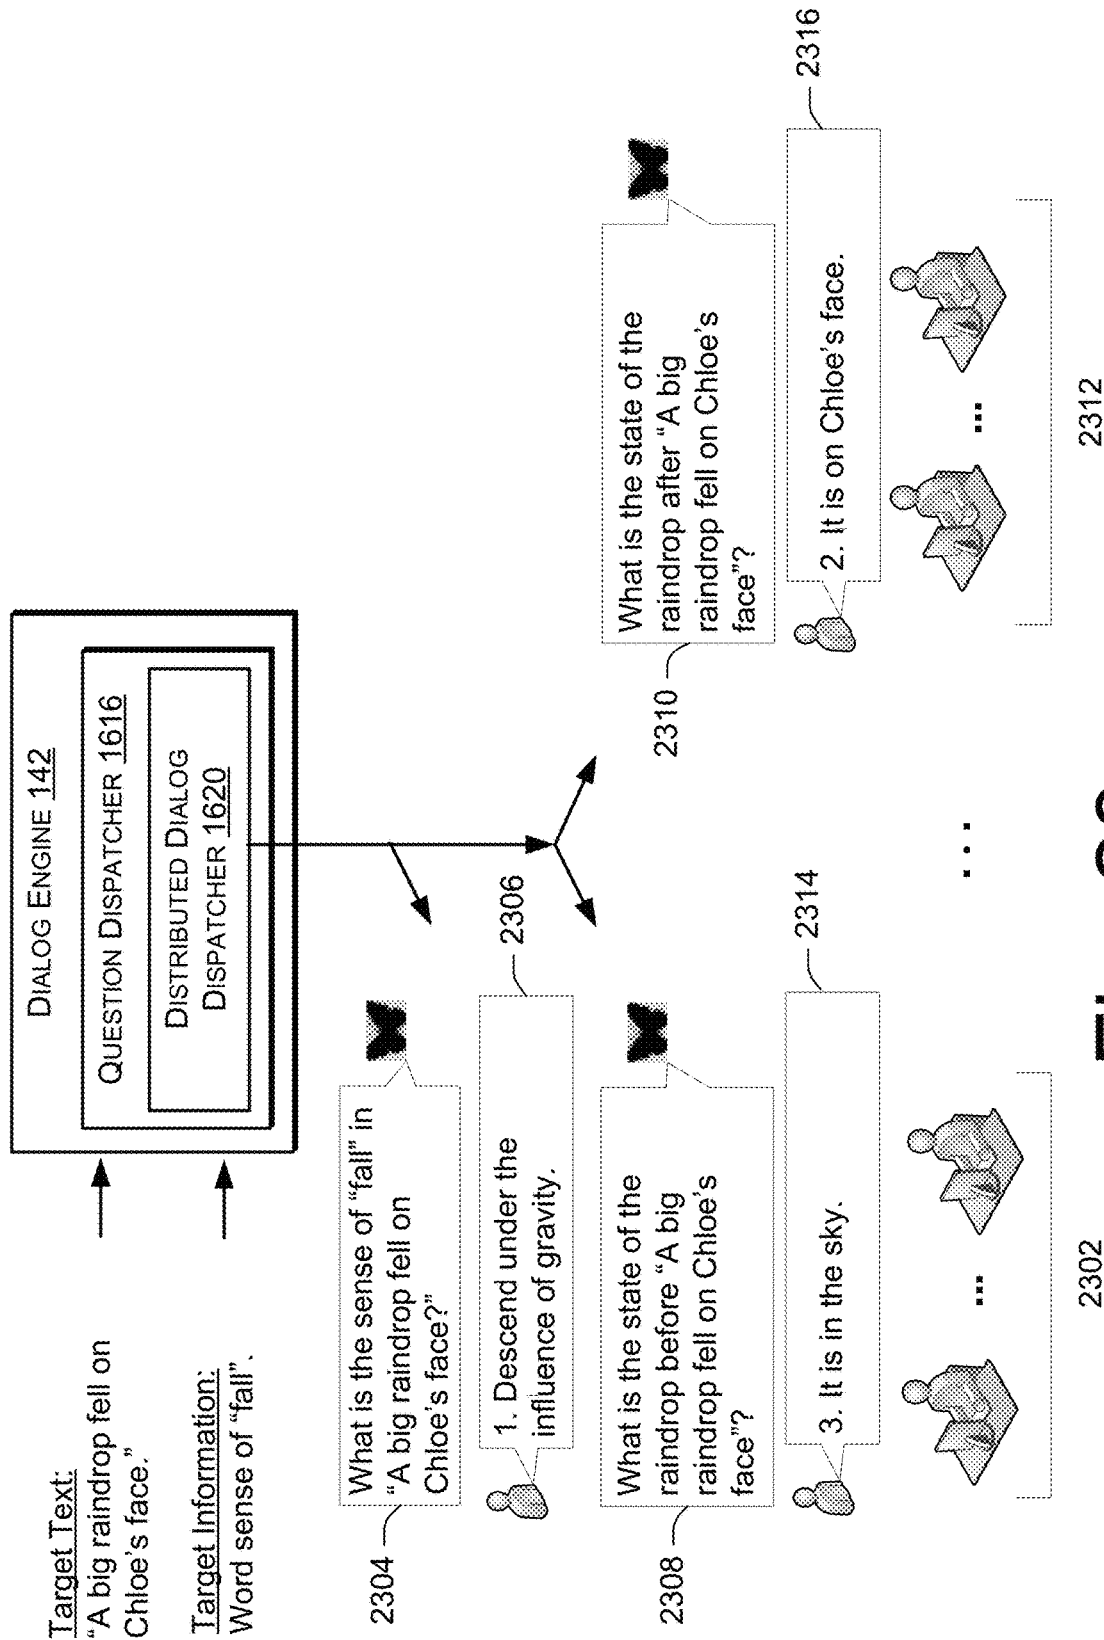 Target Text:
“A big raindrop fell on
Chloe’s face.”
Target Information:
Word sense of “fall”.
DIALOG ENGINE 142
QUESTION DISPATCHER 1616
DISTRIBUTED DIALOG
DISPATCHER 1620
2304
What is the sense of “fall” in
“A big raindrop fell on
Chloe’s face?”
1. Descend under the
influence of gravity.
2306
2308
What is the state of the
raindrop before “A big
raindrop fell on Chloe’s
face”?
3. It is in the sky.
2314
...
2302
...
2310
What is the state of the
raindrop after “A big
raindrop fell on Chloe’s
face”?
2. It is on Chloe’s face.
2316
...
2312